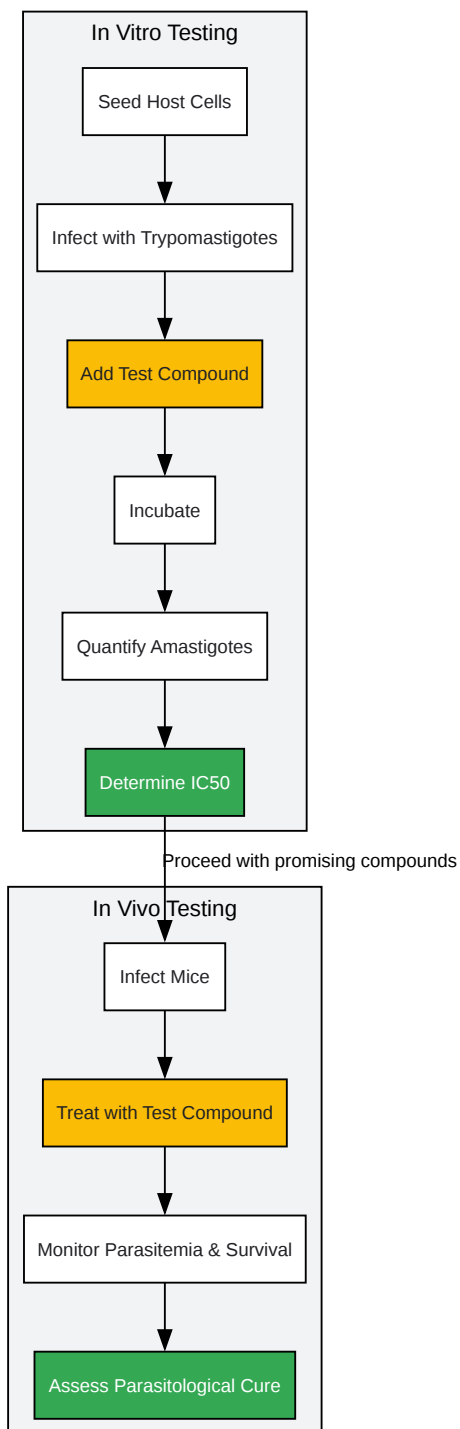 In Vitro Testing
Seed Host Cells
Infect with Trypomastigotes
Add Test Compound
Incubate
Quantify Amastigotes
Determine IC50
Proceed with promising compounds
In Vivo Testing
Infect Mice
Treat with Test Compound
Monitor Parasitemia & Survival
Assess Parasitological Cure